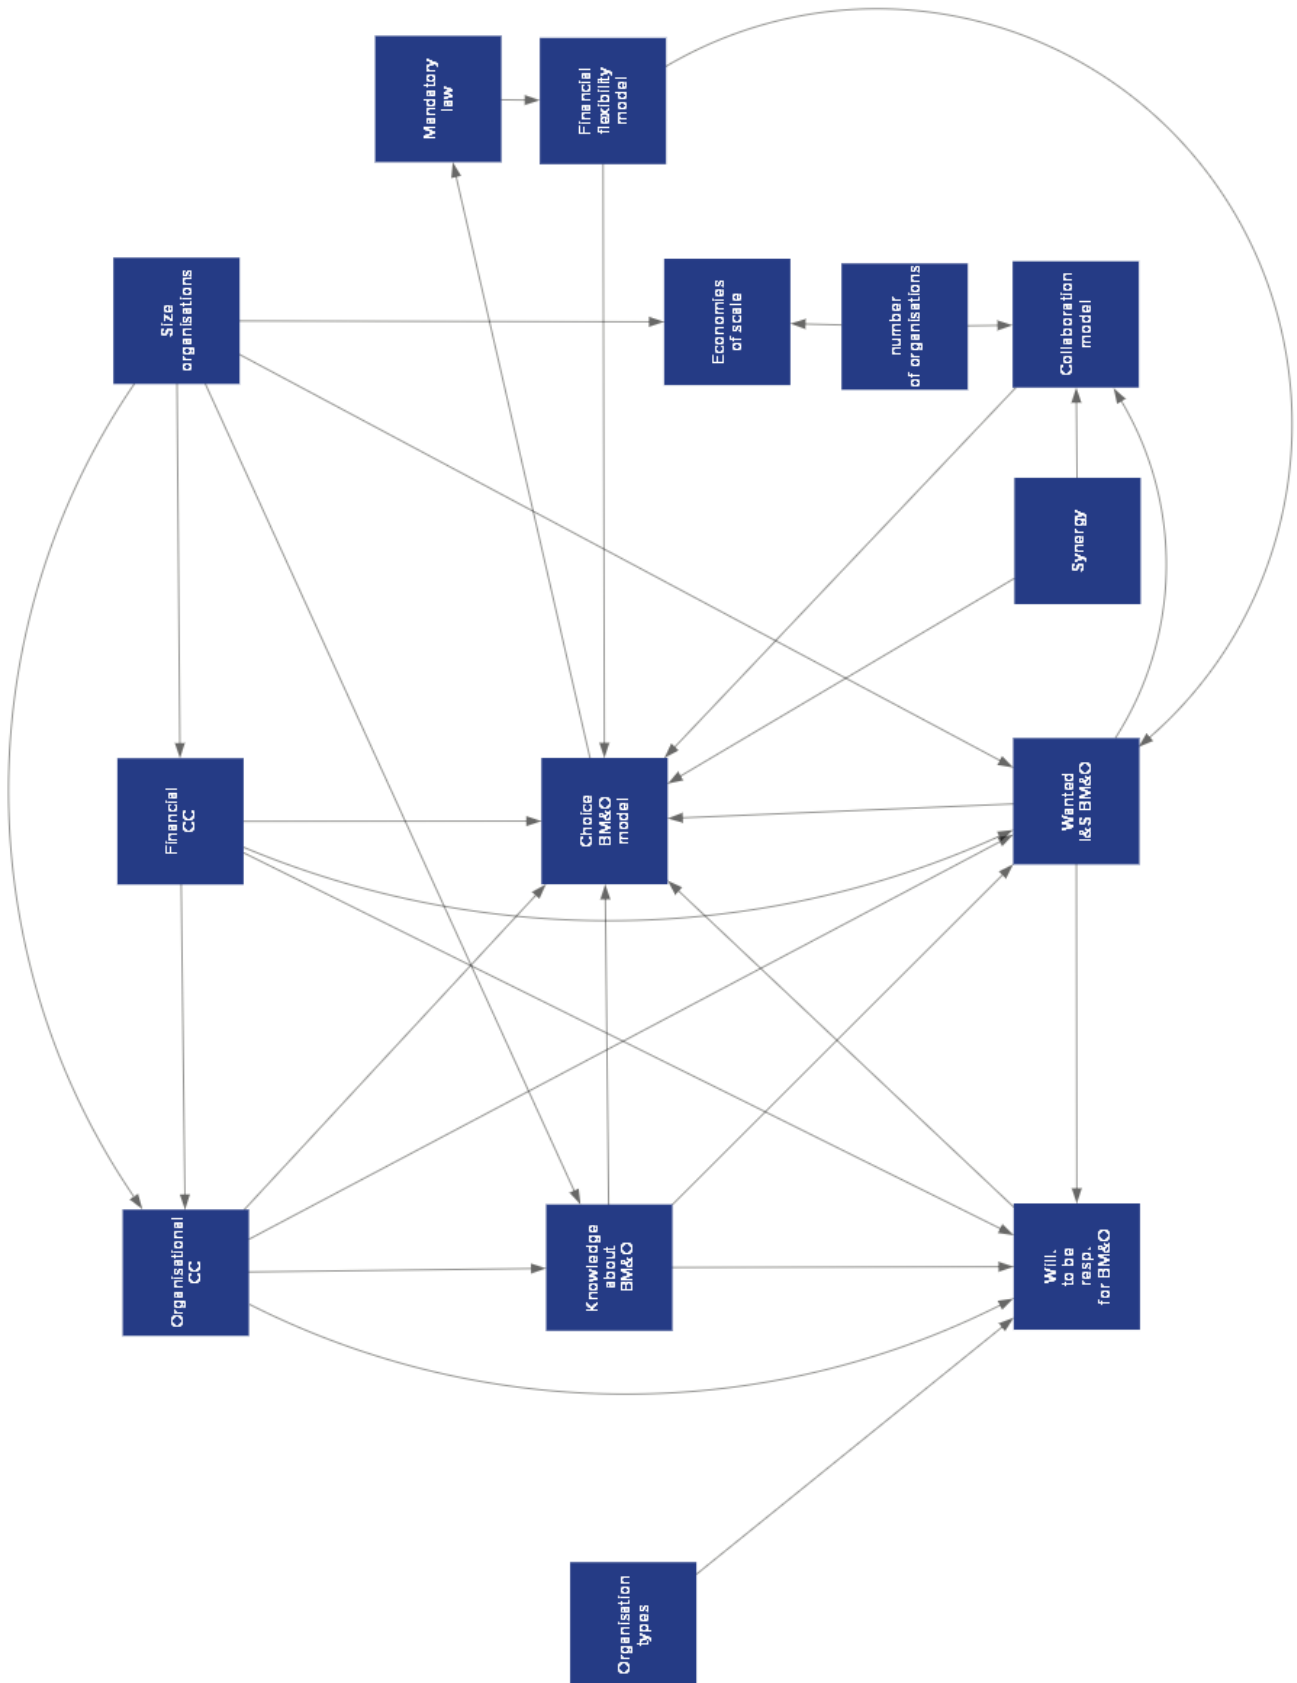 Mandatory
law
Financial
flexibility
model
Size
organisations
Economies
of scale
number
of organisations
Collaboration
model
Synergy
Financial
CC
Choice
BM&O
model
Wanted
I&S BM&O
Organisational
CC
Knowledge
about
BM&O
Will.
to be
resp.
for BM&O
Organisation
types